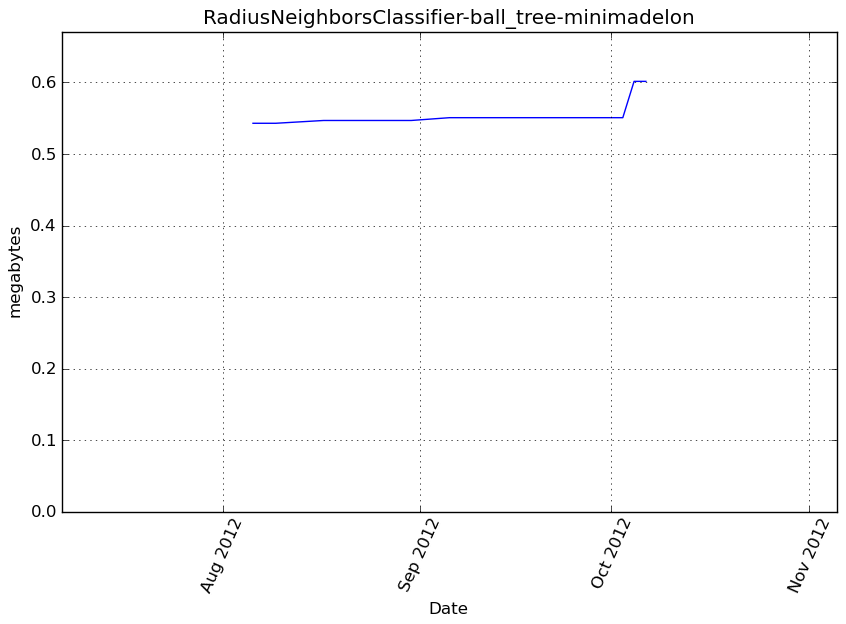 RadiusNeighborsClassifier-ball_tree-minimadelon
0.6
0.5
0.4
0.3
0.2
0.1
0.0
megabytes
Aug 2012
Sep 2012
Oct 2012
Nov 2012
Date